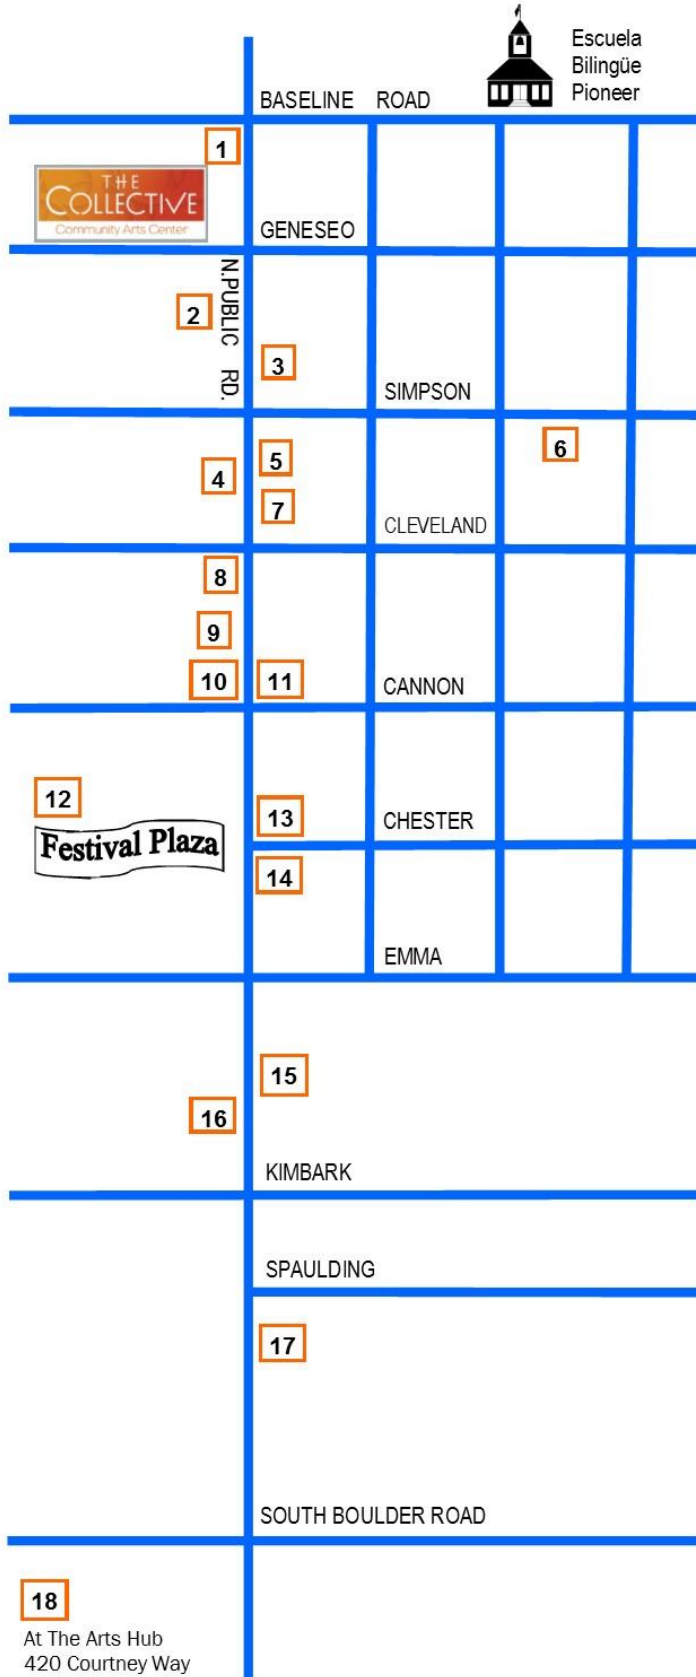 Escuela
Bilingüe
Pioneer
BASELINE ROAD
1
THE
COLLECTIVE
Community Arts Center
GENESEO
N.PUBLIC RD.
2
3
SIMPSON
4
5
6
7
CLEVELAND
8
9
10
11
CANNON
12
Festival Plaza
13
CHESTER
14
EMMA
15
16
KIMBARK
SPAULDING
17
SOUTH BOULDER ROAD
18
At The Arts Hub
420 Courtney Way